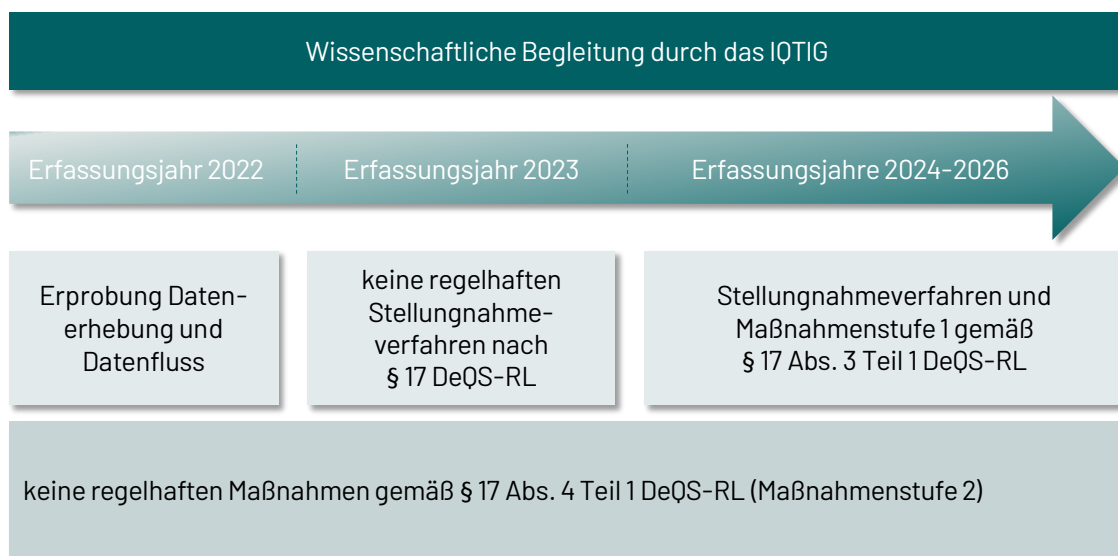 Wissenschaftliche Begleitung durch das IQTIG
Erfassungsjahr 2022
Erfassungsjahr 2023
Erfassungsjahre 2024-2026
Erprobung Daten-
erhebung und
Datenfluss
keine regelhaften
Stellungnahme-
verfahren nach
§ 17 DeQS-RL
Stellungnahmeverfahren und
Maßnahmenstufe 1 gemäß
§ 17 Abs. 3 Teil 1 DeQS-RL
keine regelhaften Maßnahmen gemäß § 17 Abs. 4 Teil 1 DeQS-RL (Maßnahmenstufe 2)